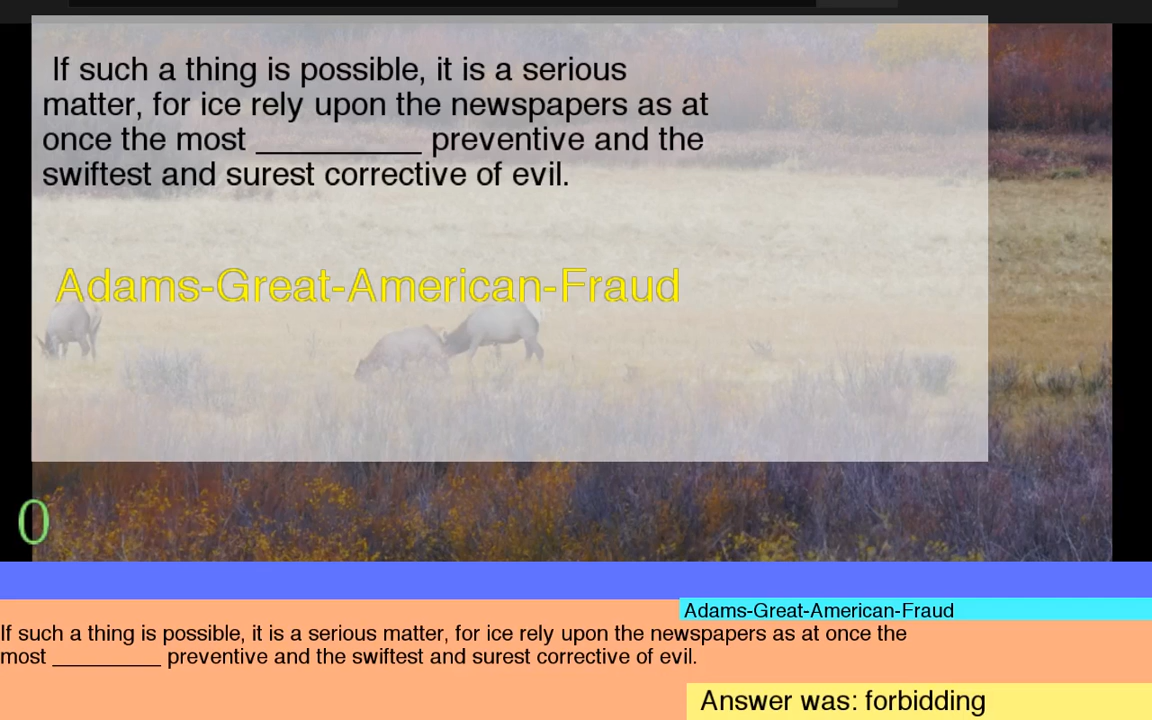 If such a thing is possible, it is a serious
matter, for ice rely upon the newspapers as at
once the most __________ preventive and the
swiftest and surest corrective of evil.
Adams-Great-American-Fraud
0
Adams-Great-American-Fraud
If such a thing is possible, it is a serious matter, for ice rely upon the newspapers as at once the
most __________ preventive and the swiftest and surest corrective of evil.
Answer was: forbidding